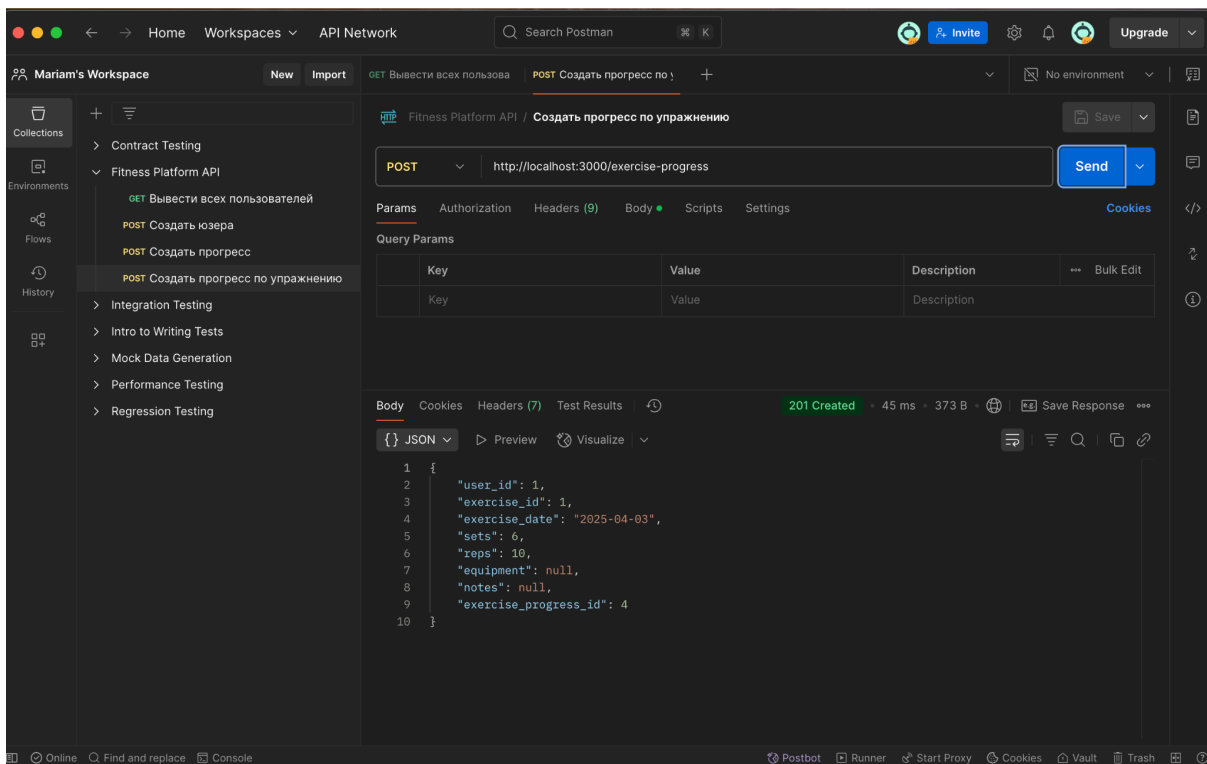 Home Workspaces API Network Search Postman ⌘ K Invite Upgrade
Mariam's Workspace New Import GET Вывести всех пользова POST Создать прогресс по No environment
Collections
Environments
Flows
History
Contract Testing
Fitness Platform API
GET Вывести всех пользователей
POST Создать юзера
POST Создать прогресс
POST Создать прогресс по упражнению
Integration Testing
Intro to Writing Tests
Mock Data Generation
Performance Testing
Regression Testing
HTTP Fitness Platform API / Создать прогресс по упражнению Save
POST http://localhost:3000/exercise-progress Send
Params Authorization Headers (9) Body Scripts Settings Cookies
Query Params
Key Value Description Bulk Edit
Key Value Description
Body Cookies Headers (7) Test Results 201 Created 45 ms 373 B e.g. Save Response
{} JSON Preview Visualize
1 {
2 "user_id": 1,
3 "exercise_id": 1,
4 "exercise_date": "2025-04-03",
5 "sets": 6,
6 "reps": 10,
7 "equipment": null,
8 "notes": null,
9 "exercise_progress_id": 4
10 }
Online Find and replace Console Postbot Runner Start Proxy Cookies Vault Trash